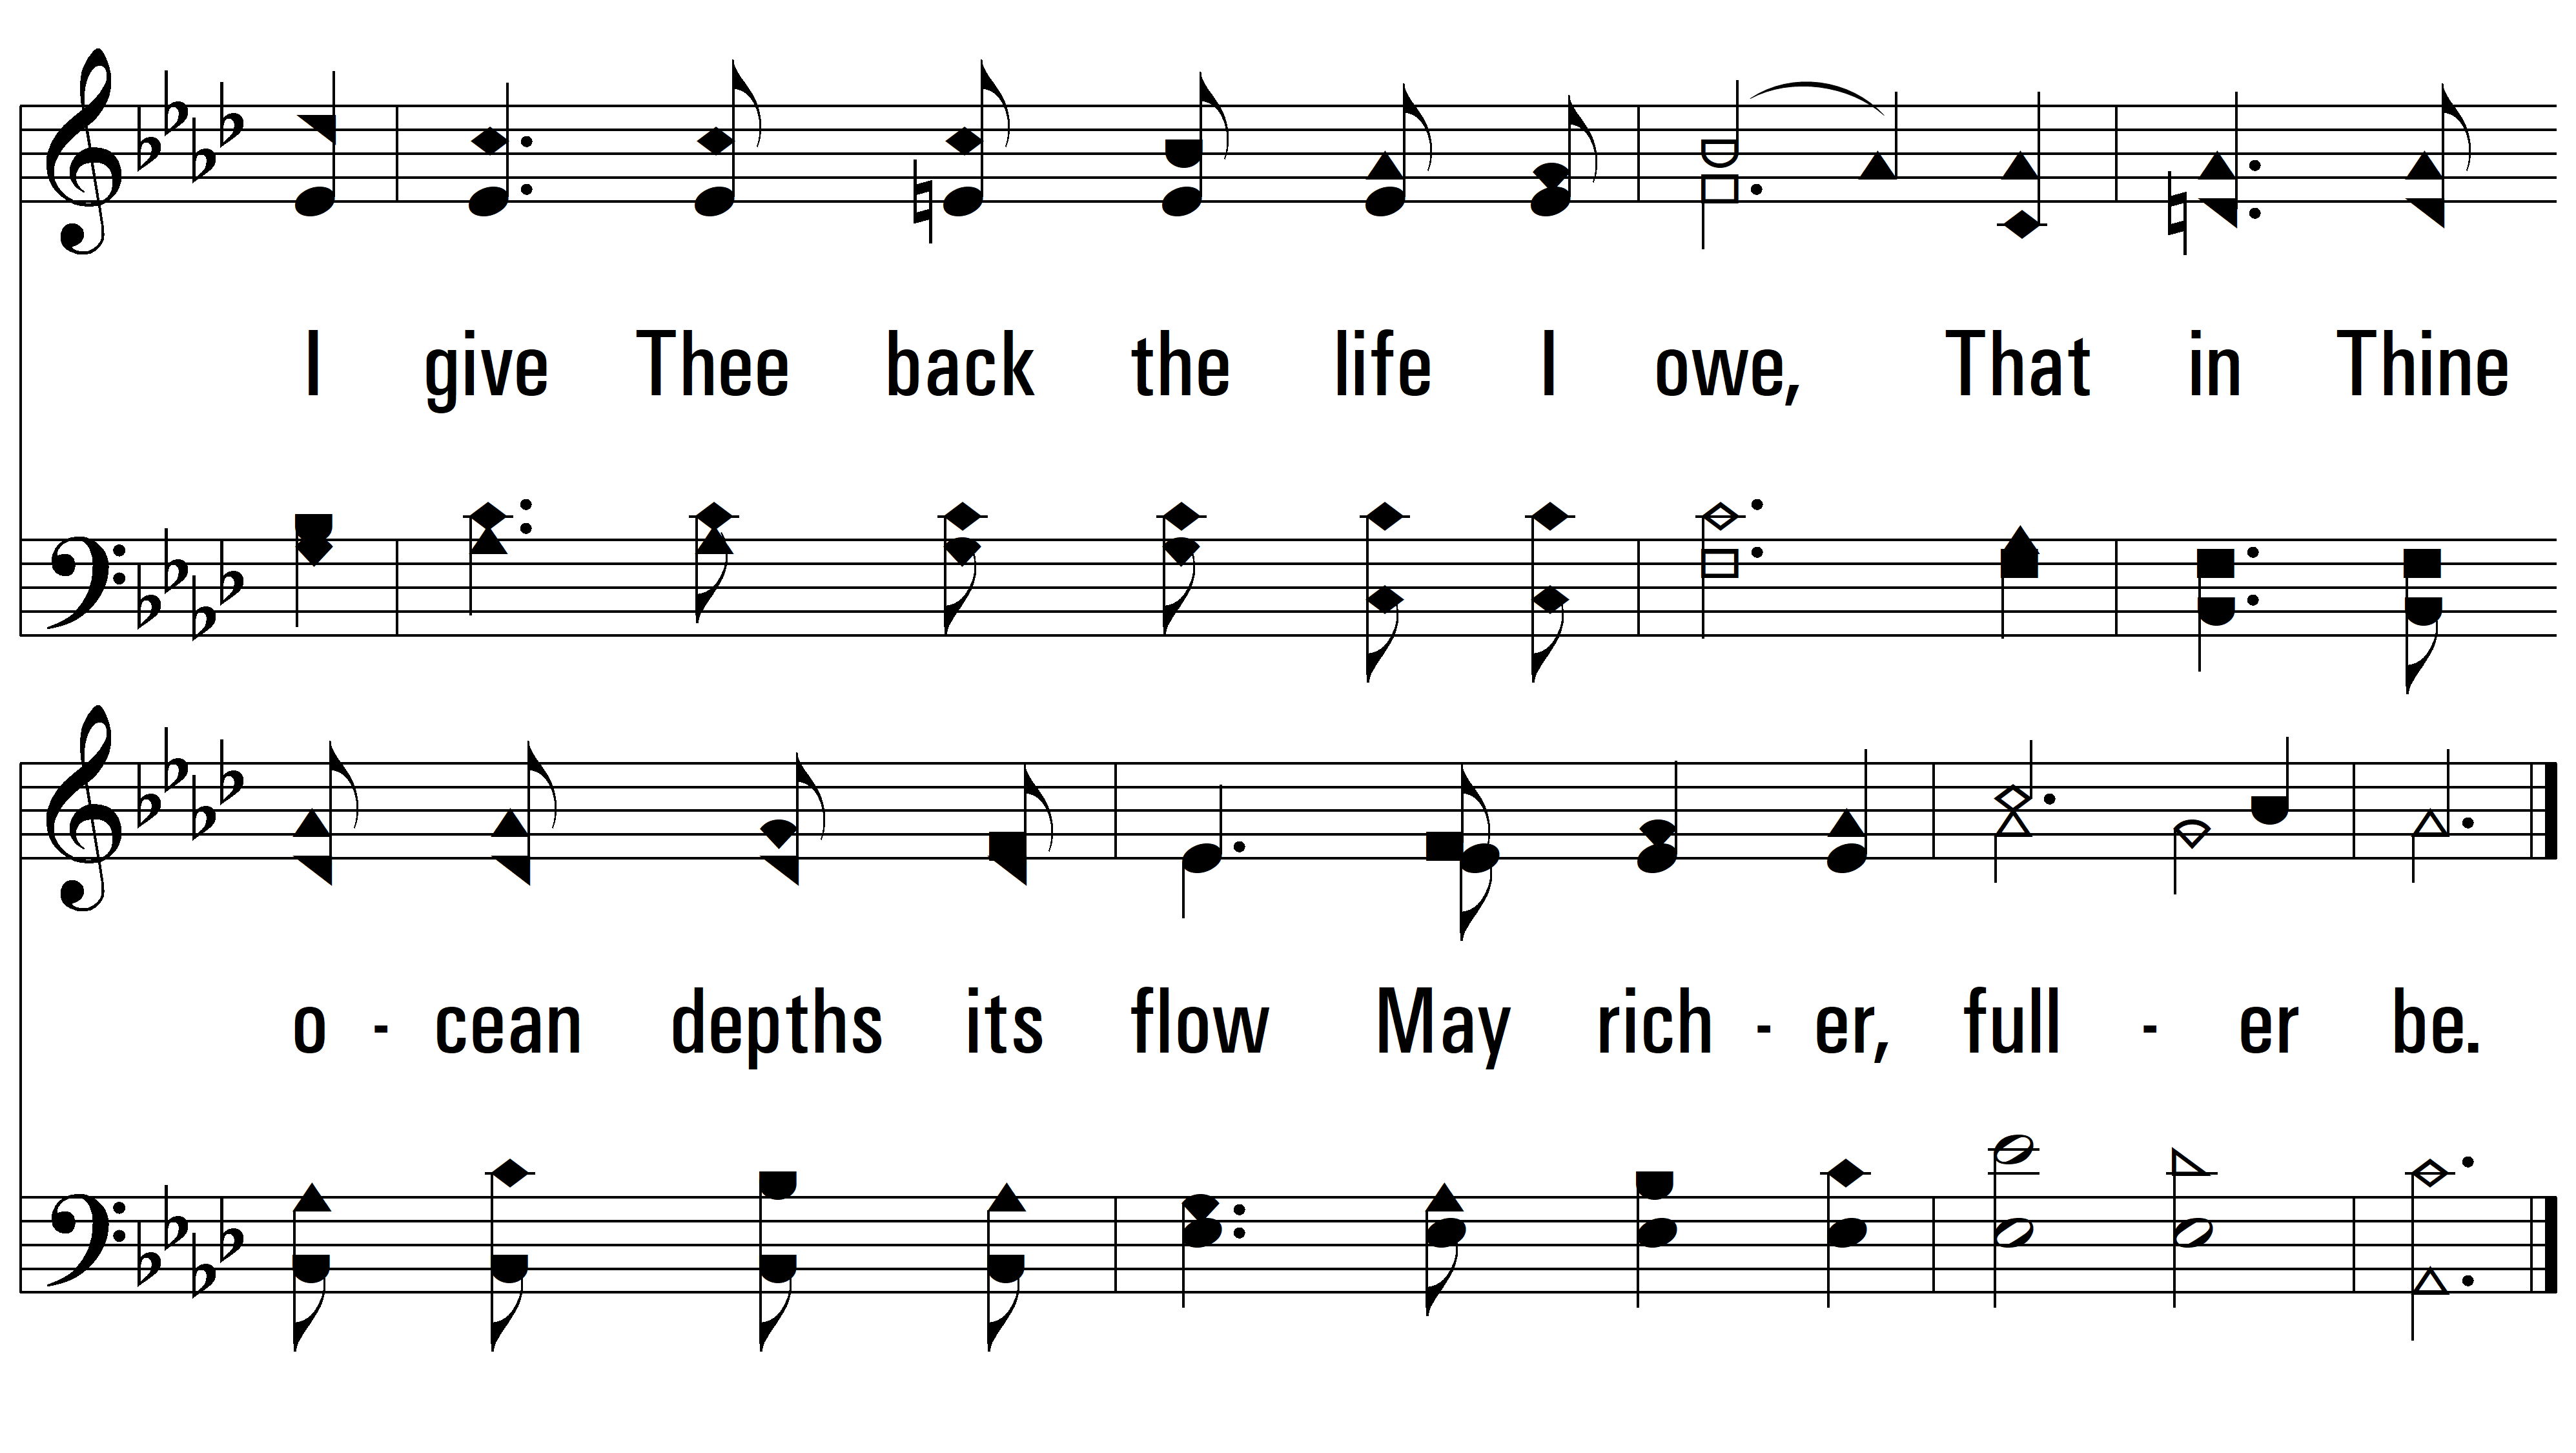 I give Thee back the life I owe, That in Thine
o - cean depths its flow May rich - er, full - er be.